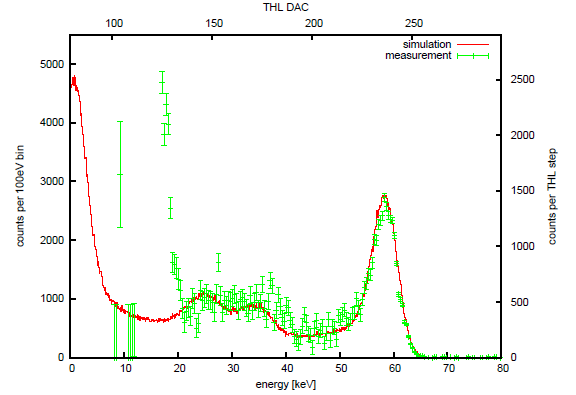 THL DAC
100 150 200 250
simulation
measurement
5000
4000
3000
2000
1000
0
counts per 100eV bin
2500
2000
1500
1000
500
0
counts per THL step
0 10 20 30 40 50 60 70 80
energy [keV]